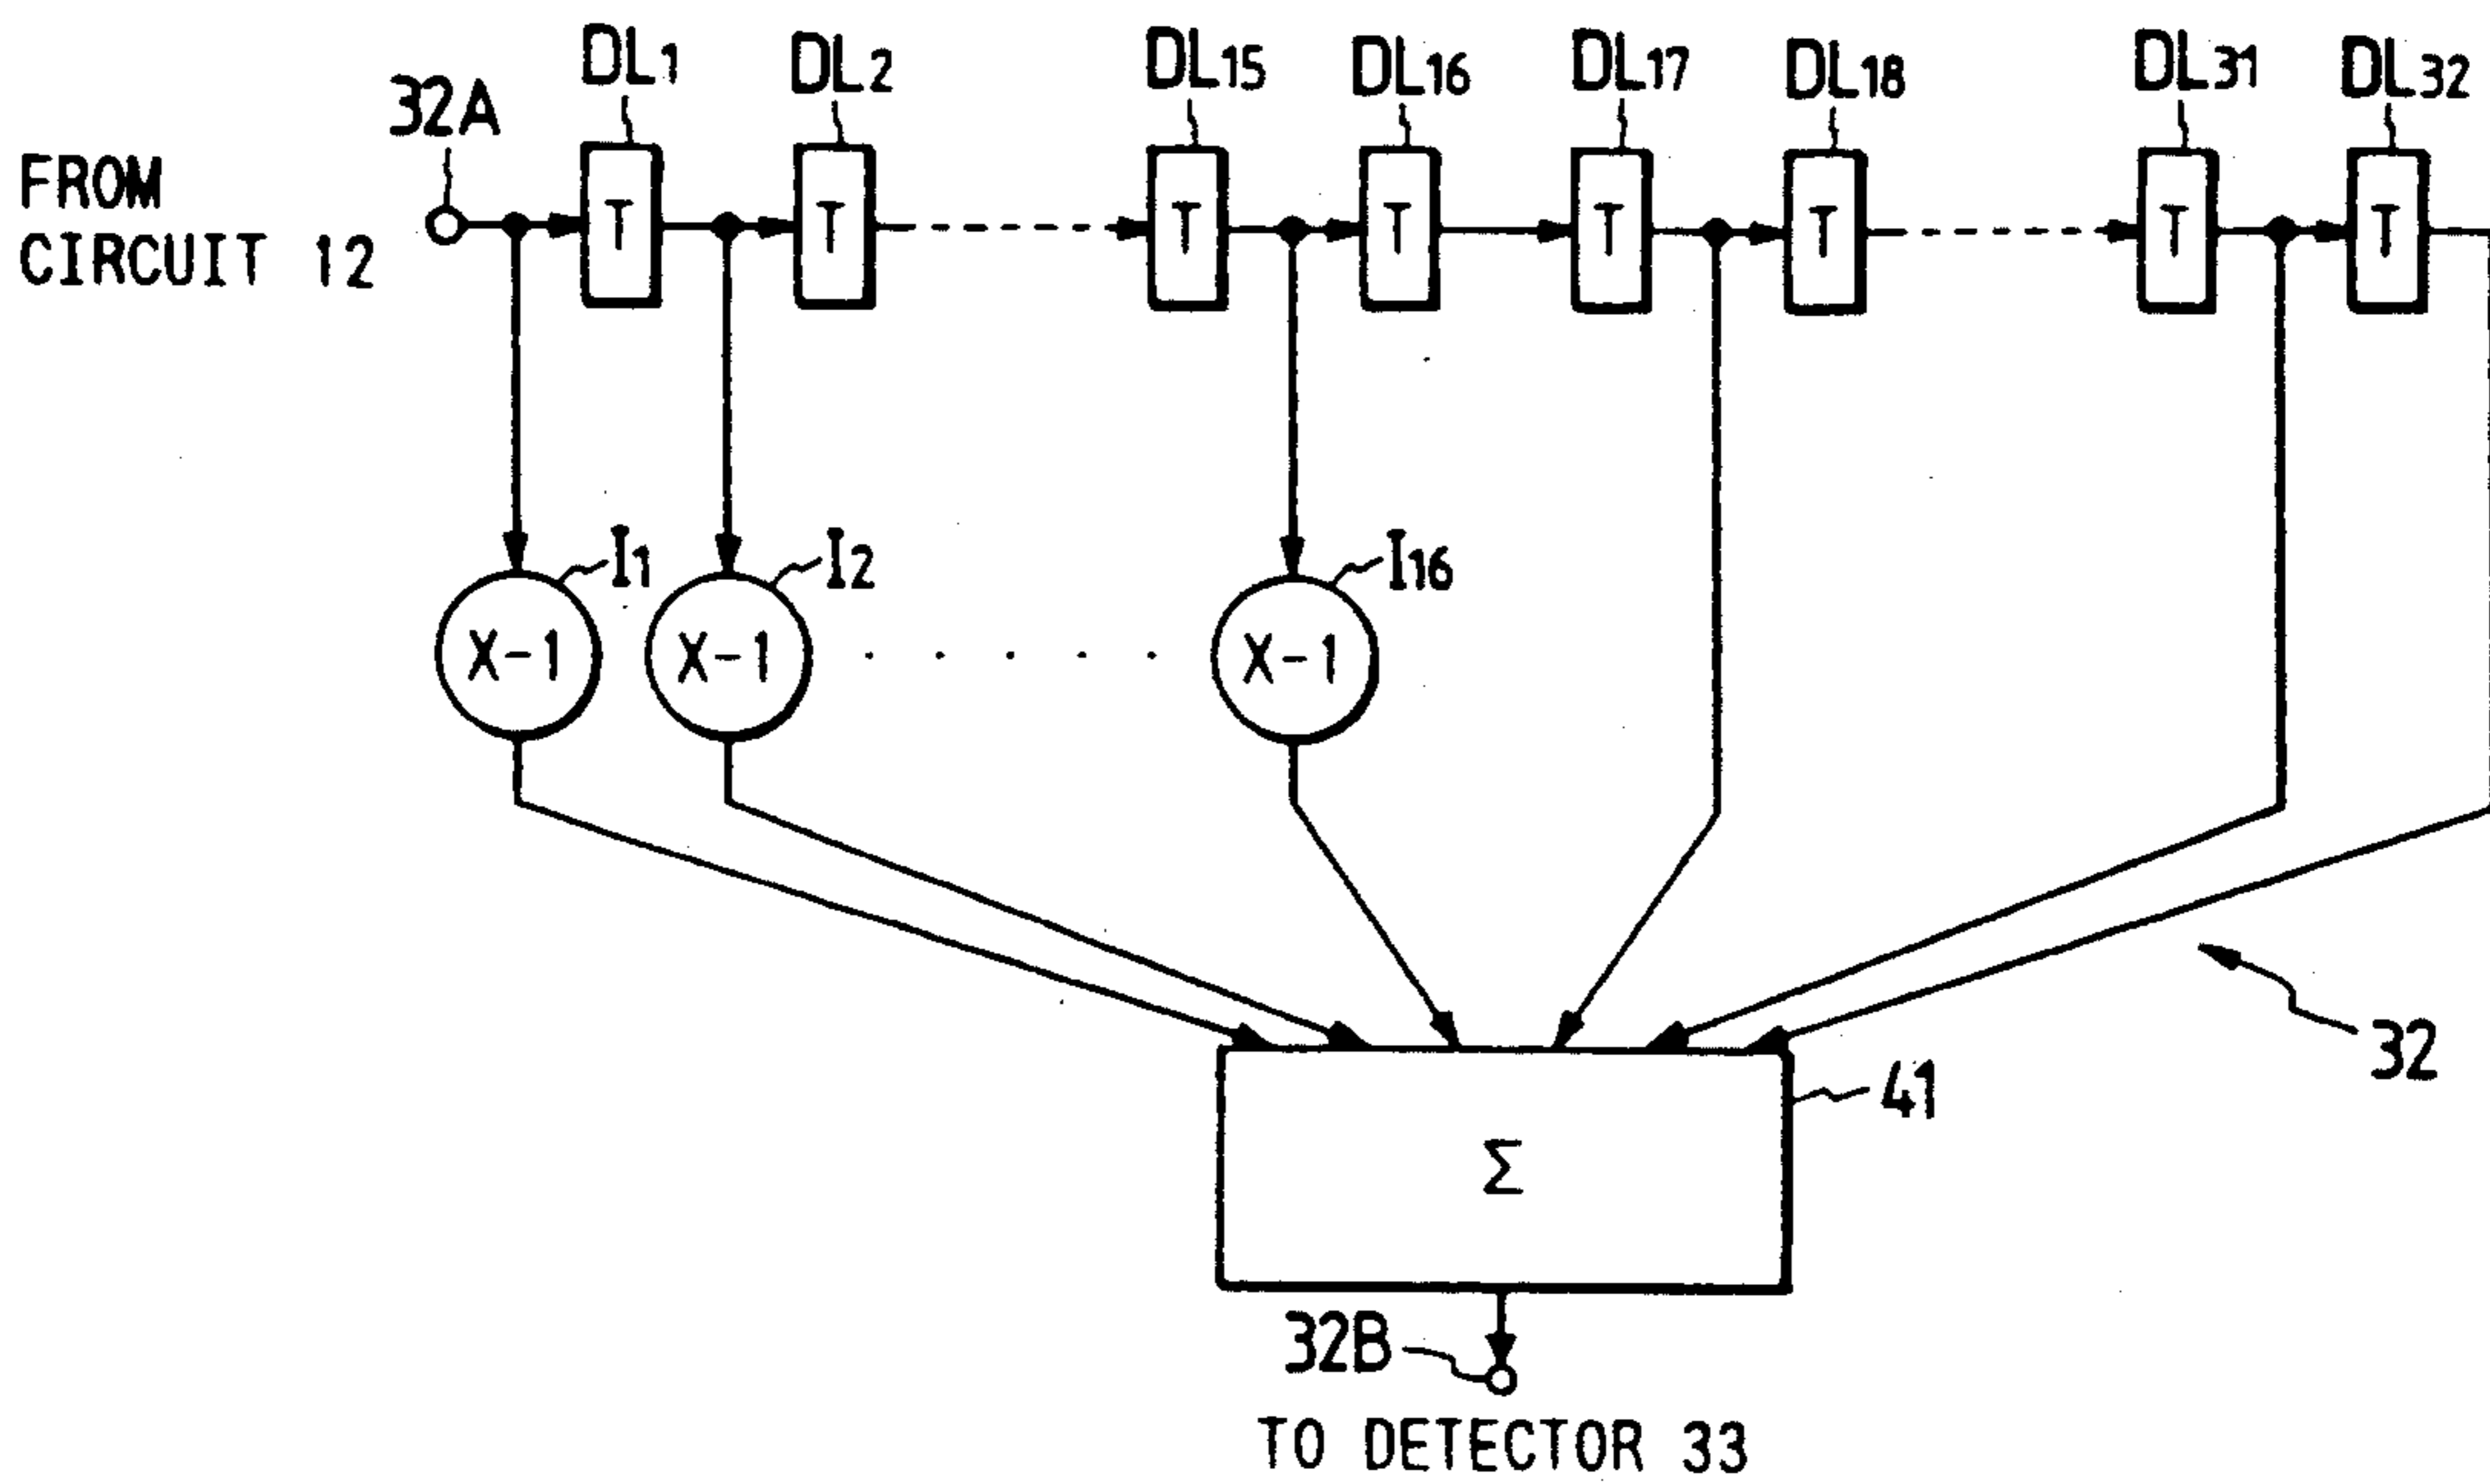 DL1
DL2
DL15
DL16
DL17
DL18
DL31
DL32
32A
FROM
CIRCUIT 12
T
T
T
T
T
T
T
T
I1
I2
I16
X-1
X-1
X-1
32
41
Σ
32B
TO DETECTOR 33